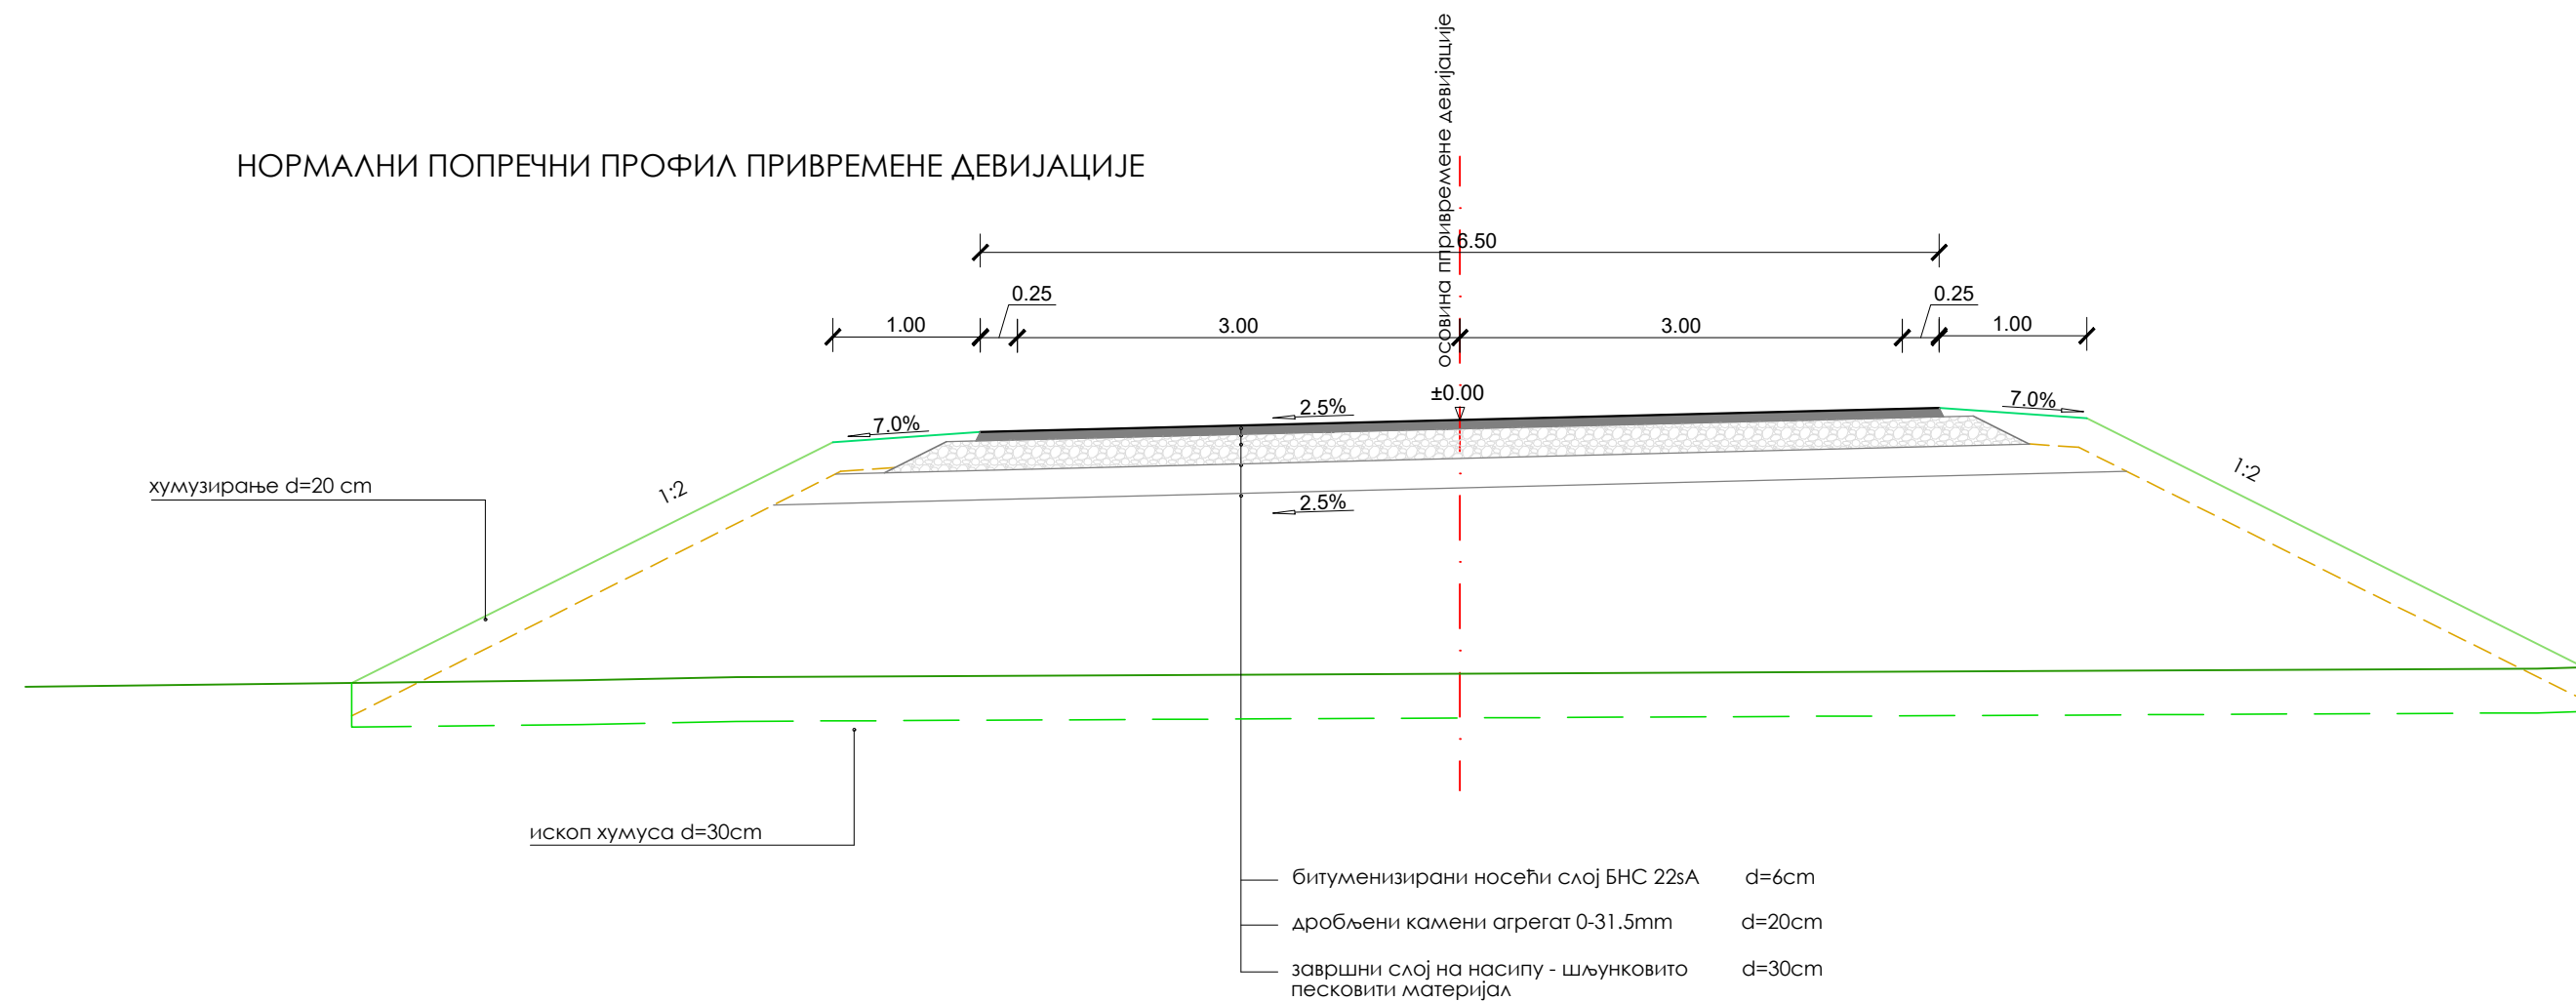 осовина ппривремене девијације
НОРМАЛНИ ПОПРЕЧНИ ПРОФИЛ ПРИВРЕМЕНЕ ДЕВИЈАЦИЈЕ
6.50
0.25
0.25
1.00
3.00
3.00
1.00
±0.00
7.0%
2.5%
7.0%
1:2
1:2
хумузирање d=20 cm
2.5%
ископ хумуса d=30cm
битуменизирани носећи слој БНС 22sA d=6cm
дробљени камени агрегат 0-31.5mm d=20cm
завршни слој на насипу - шљунковито d=30cm
песковити материјал